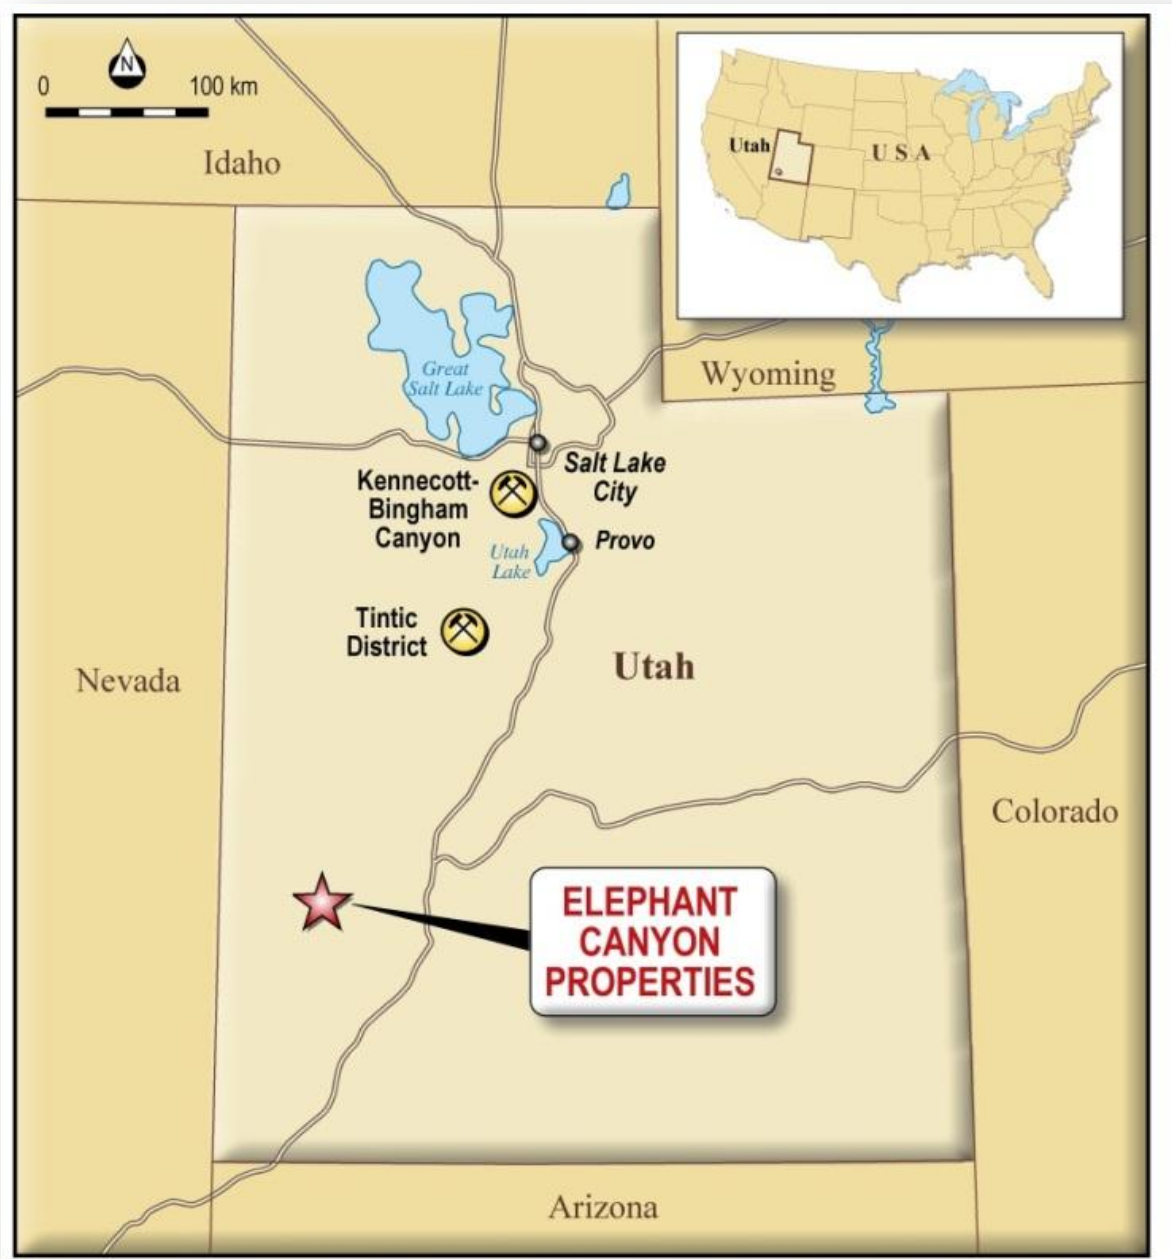 N
0 100 km
Idaho
Utah
U S A
Great
Salt Lake
Wyoming
Salt Lake
City
Kennecott-
Bingham
Canyon
Provo
Utah
Lake
Tintic
District
Utah
Nevada
Colorado
ELEPHANT
CANYON
PROPERTIES
Arizona